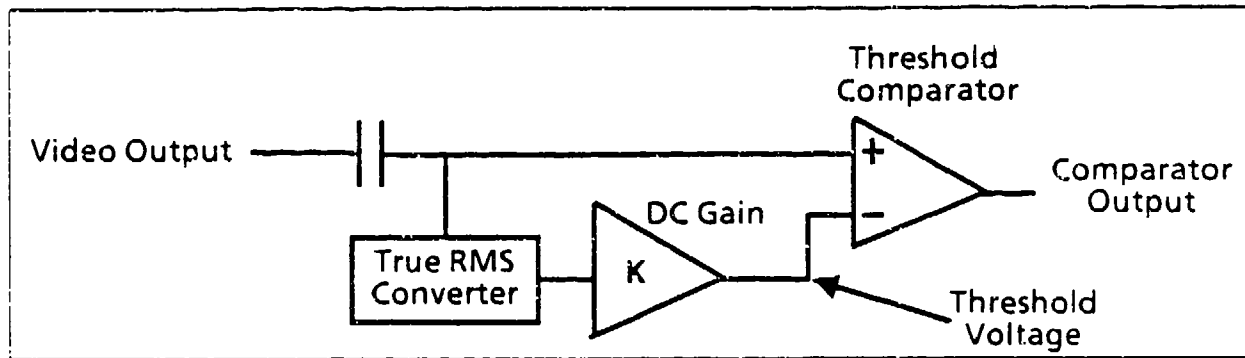 Threshold
Comparator
Video Output
+
−
Comparator
Output
DC Gain
True RMS
Converter
K
Threshold
Voltage